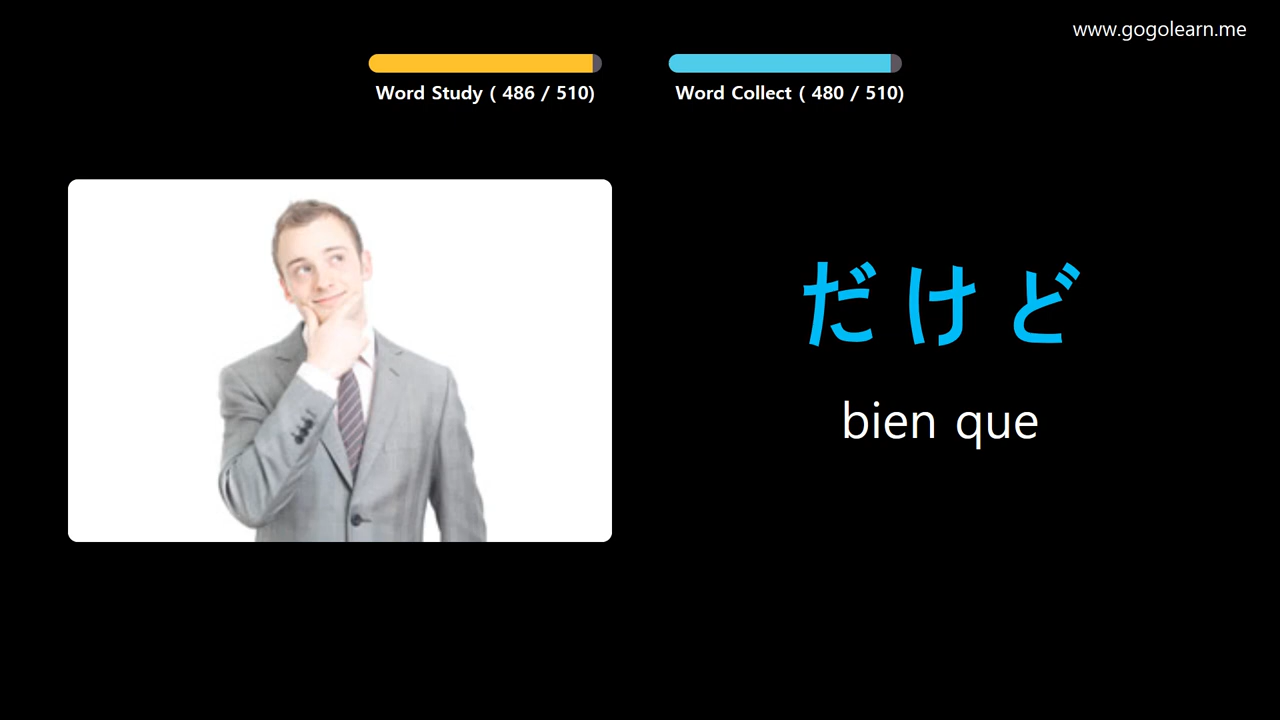 www.gogolearn.me
Word Study ( 486 / 510)
Word Collect ( 480 / 510)
だけど
bien que